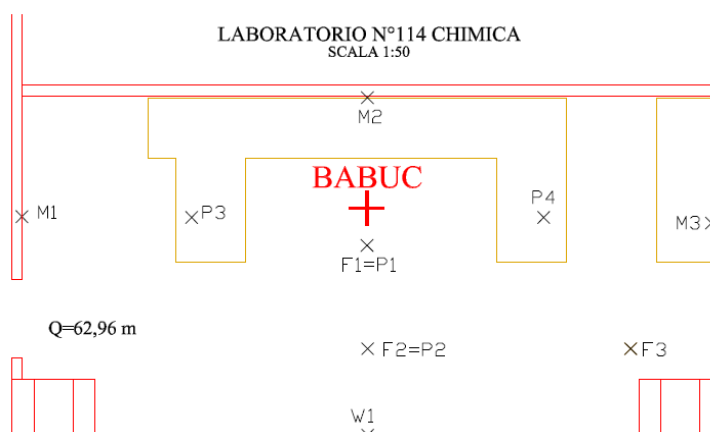 LABORATORIO N°114 CHIMICA
SCALA 1:50
M2
BABUC
M1
P3
P4
M3
F1=P1
Q=62,96 m
F2=P2
F3
W1